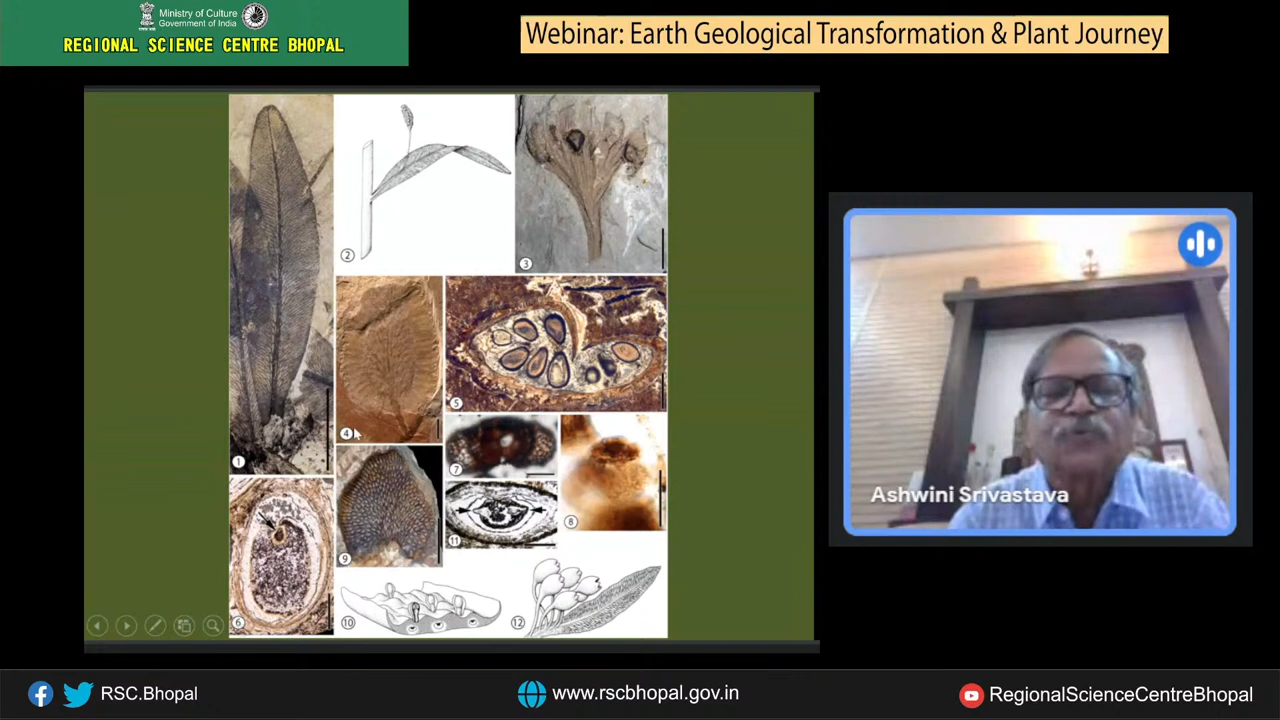 Ministry of Culture
Government of India
REGIONAL SCIENCE CENTRE BHOPAL
Webinar: Earth Geological Transformation & Plant Journey
1
2
3
4
5
6
7
8
9
10
11
12
Ashwini Srivastava
RSC.Bhopal
www.rscbhopal.gov.in
RegionalScienceCentreBhopal